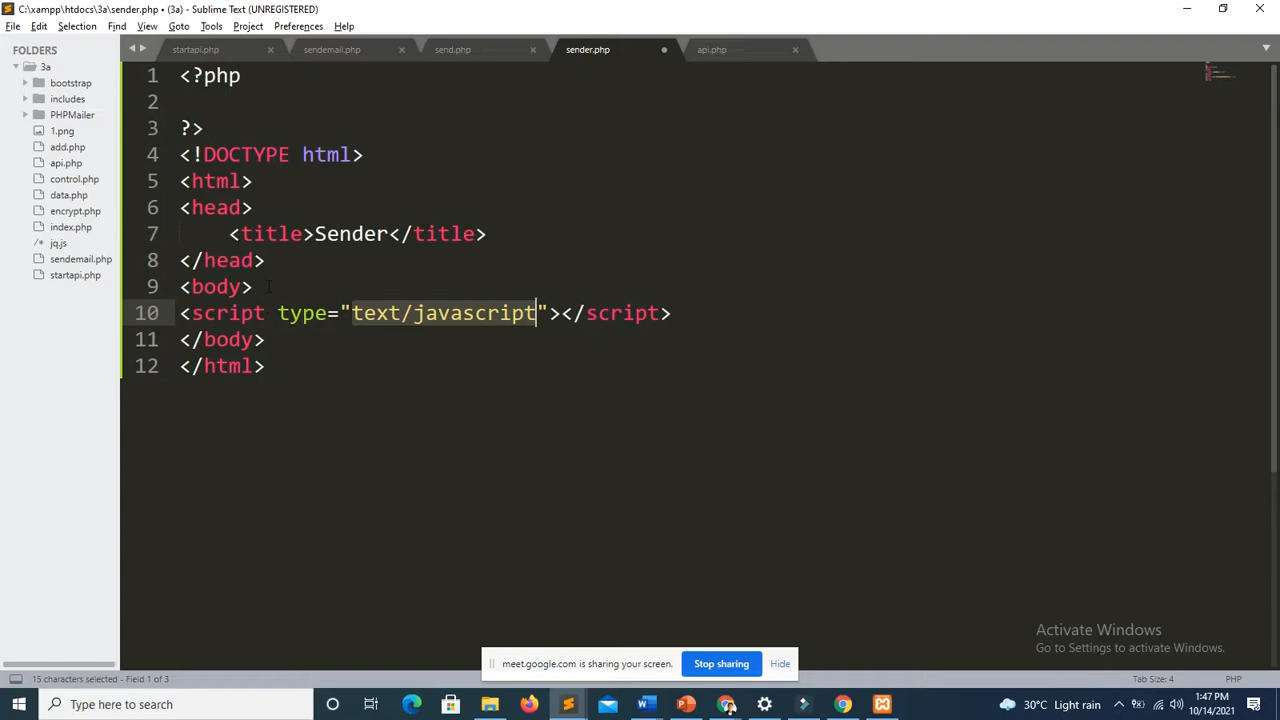 C:\xampp\htdocs\3a\sender.php • (3a) - Sublime Text (UNREGISTERED)
File Edit Selection Find View Goto Tools Project Preferences Help
FOLDERS
3a
bootstrap
includes
PHPMailer
1.png
add.php
api.php
control.php
data.php
encrypt.php
index.php
jq.js
sendemail.php
startapi.php
startapi.php sendemail.php send.php sender.php api.php
1 <?php
2
3 ?>
4 <!DOCTYPE html>
5 <html>
6 <head>
7 <title>Sender</title>
8 </head>
9 <body>
10 <script type="text/javascript"></script>
11 </body>
12 </html>
Activate Windows
Go to Settings to activate Windows.
meet.google.com is sharing your screen. Stop sharing Hide
15 characters selected - Field 1 of 3 Tab Size: 4 PHP
Type here to search 30°C Light rain 1:47 PM
10/14/2021